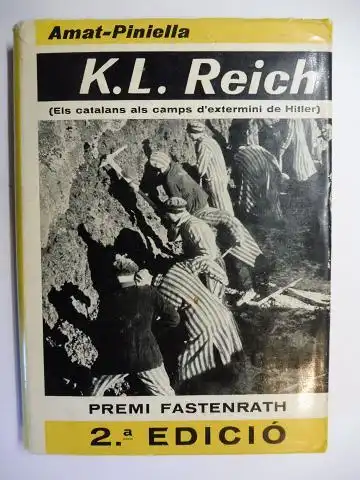 Amat-Piniella
K.L. Reich
(Els catalans als camps d'extermini de Hitler)
PREMI FASTENRATH
2.ª EDICIÓ